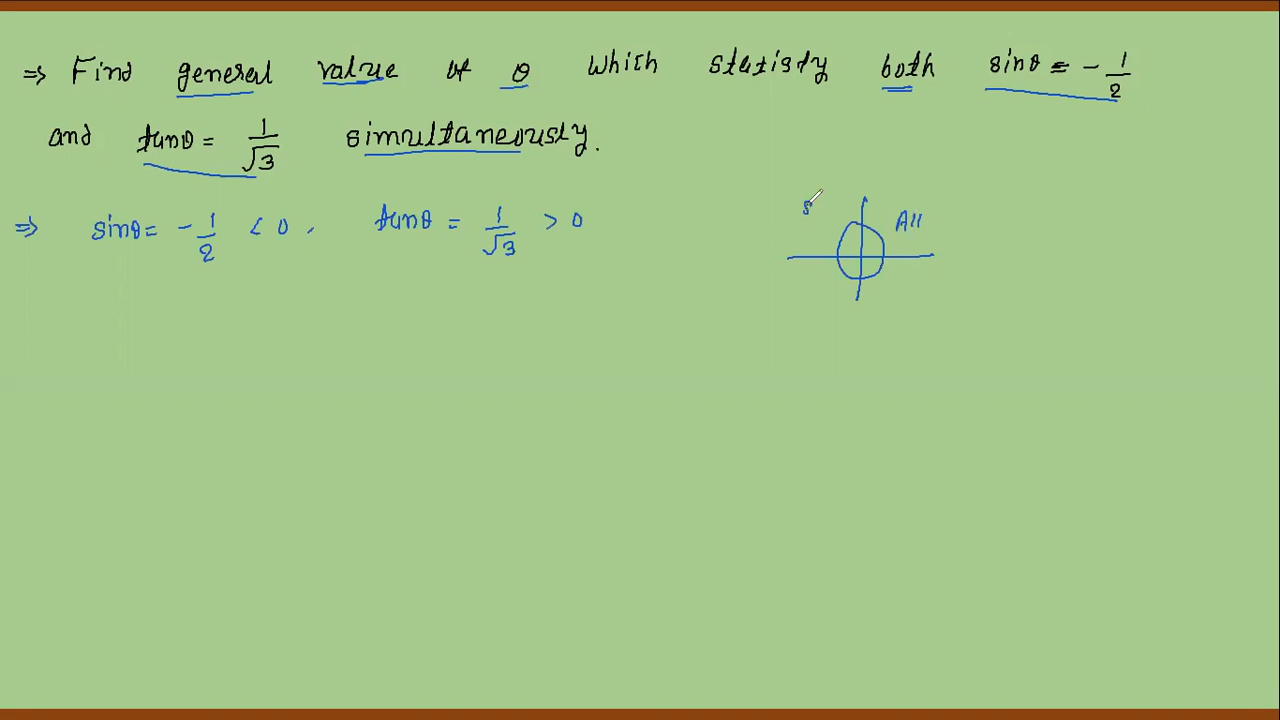 ⇒ Find general value of θ which statisty both sinθ = - 1/2
and tanθ = 1/√3 simultaneously.
⇒ sinθ = - 1/2 < 0, tanθ = 1/√3 > 0
s All